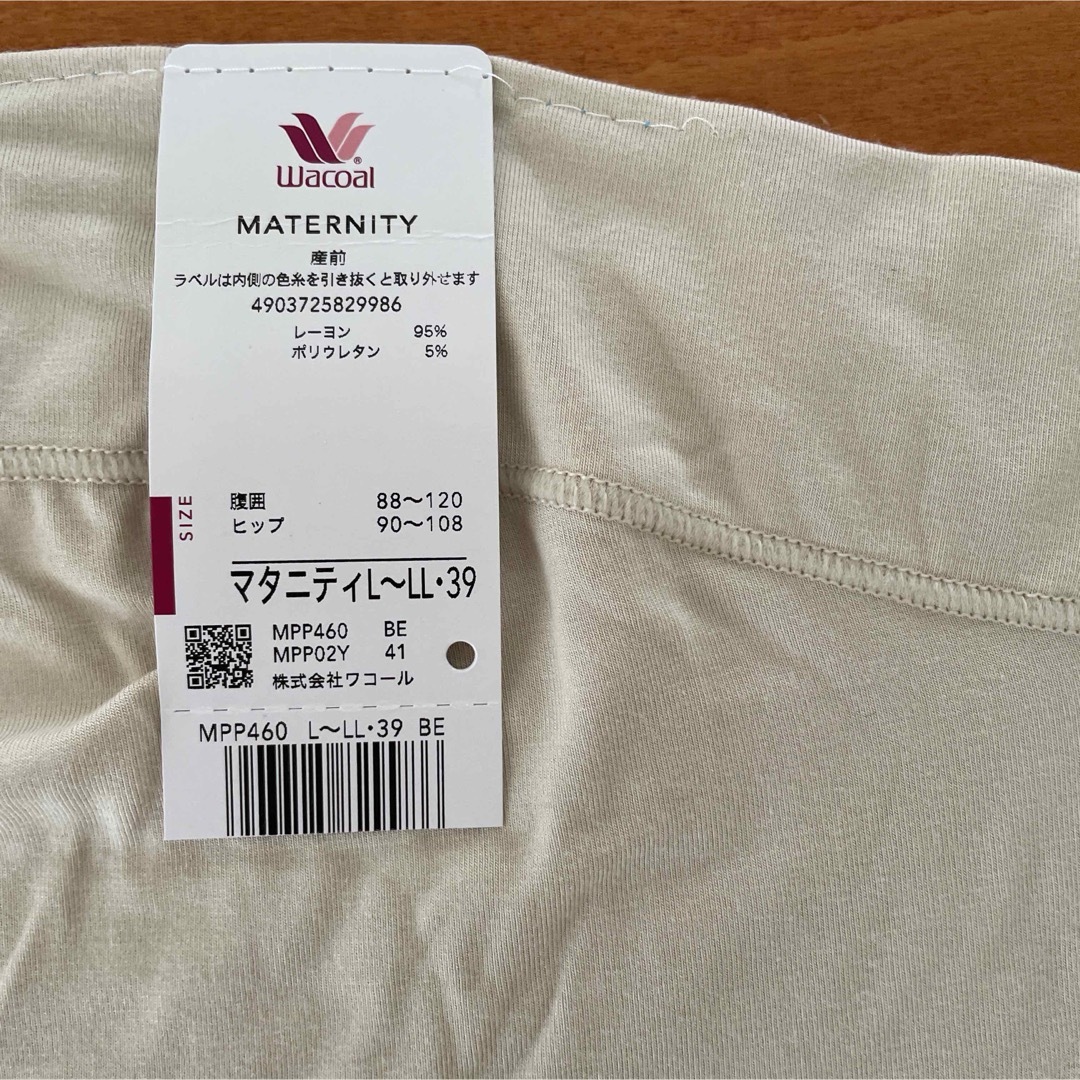 Wacoal®
MATERNITY
産前
ラベルは内側の色糸を引き抜くと取り外せます
4903725829986
レーヨン 95%
ポリウレタン 5%
SIZE
腹囲 88〜120
ヒップ 90〜108
マタニティL〜LL・39
MPP460 BE
MPP02Y 41
株式会社ワコール
MPP460 L〜LL・39 BE